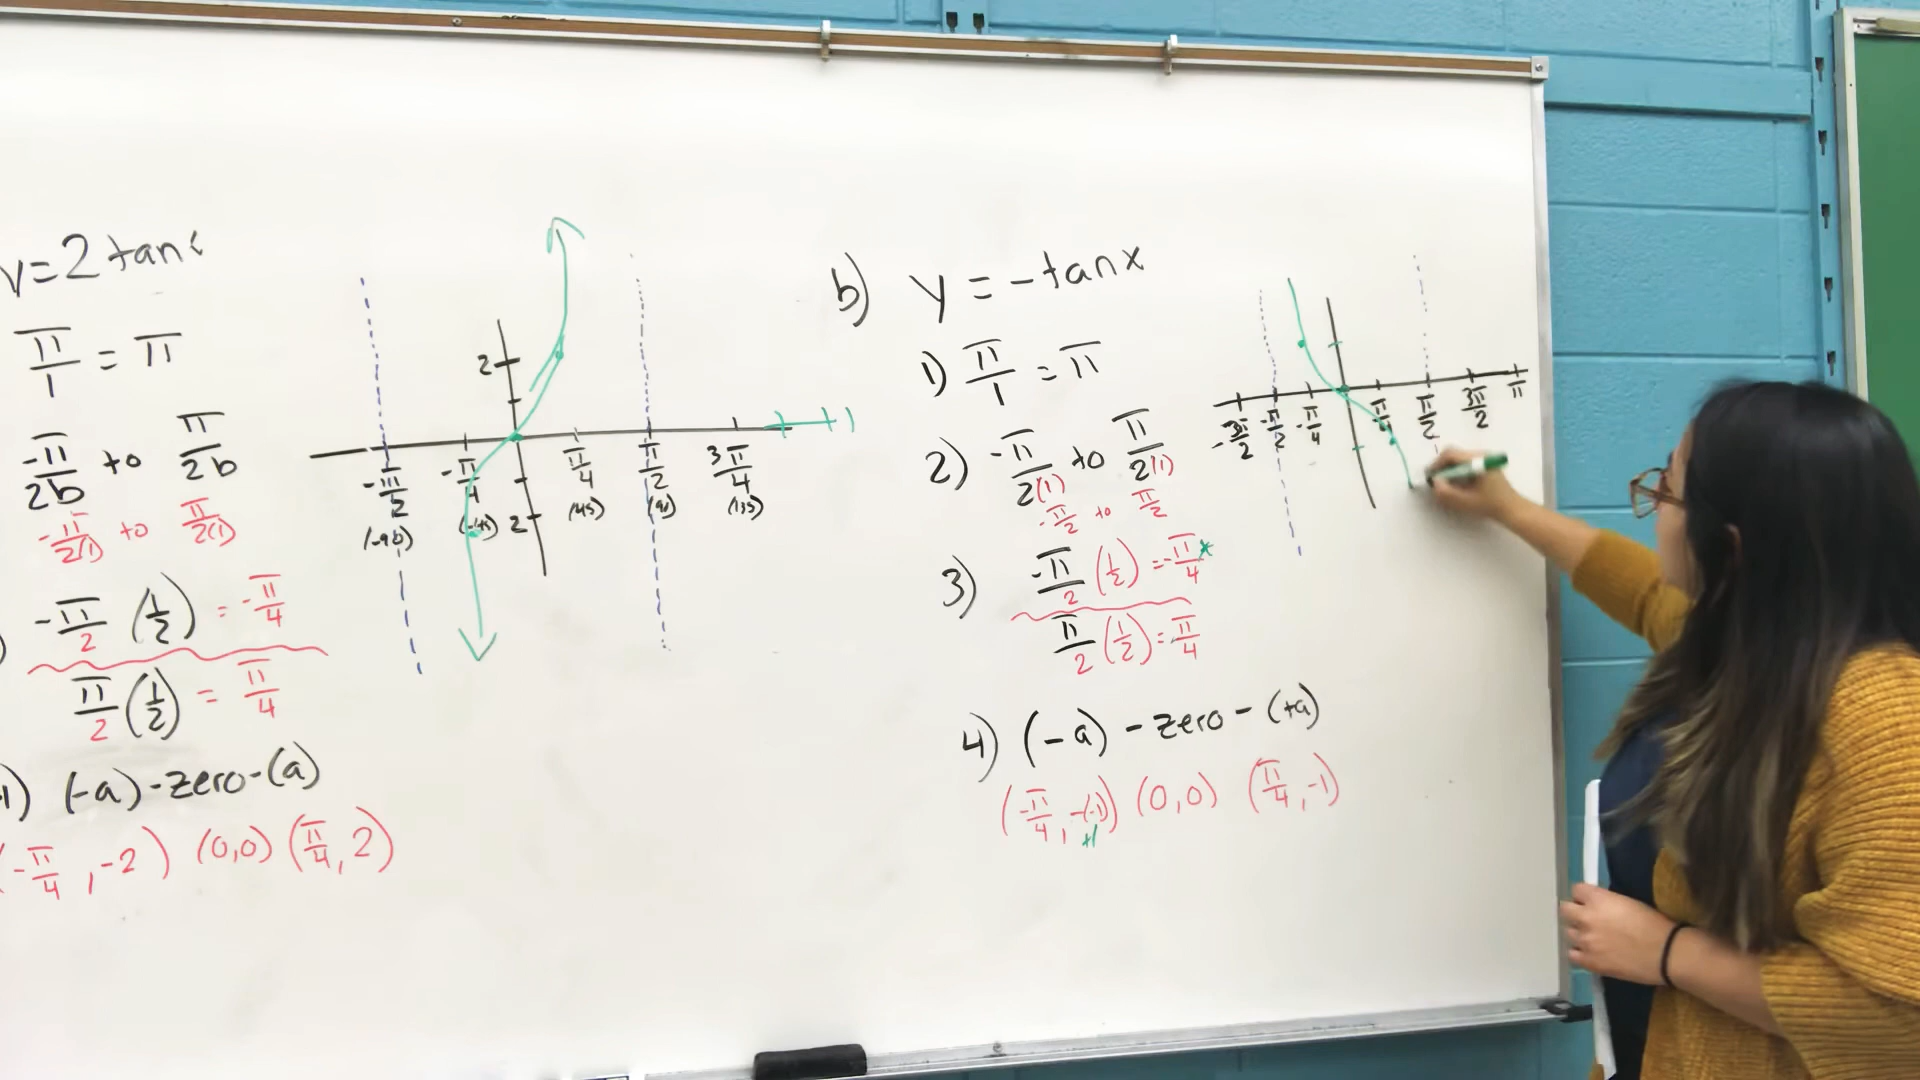 y=2tanx
π/1 = π
-π/2b to π/2b
-π/2(1) to π/2(1)
-π/2 (1/2) = -π/4
π/2 (1/2) = π/4
(-a)-zero-(a)
(-π/4, -2) (0,0) (π/4, 2)
2
-π/2 -π/4 π/4 π/2 3π/4
(-90) (-45) 2 (45) (90) (135)
b) y = -tanx
1) π/1 = π
2) -π/2(1) to π/2(1)
-π/2 to π/2
3) -π/2 (1/2) = -π/4 *
π/2 (1/2) = π/4
4) (-a) - zero - (+a)
(-π/4, -(-1)) (0,0) (π/4, -1)
+1
-3π/2 -π/2 -π/4 π/4 π/2 3π/2 π